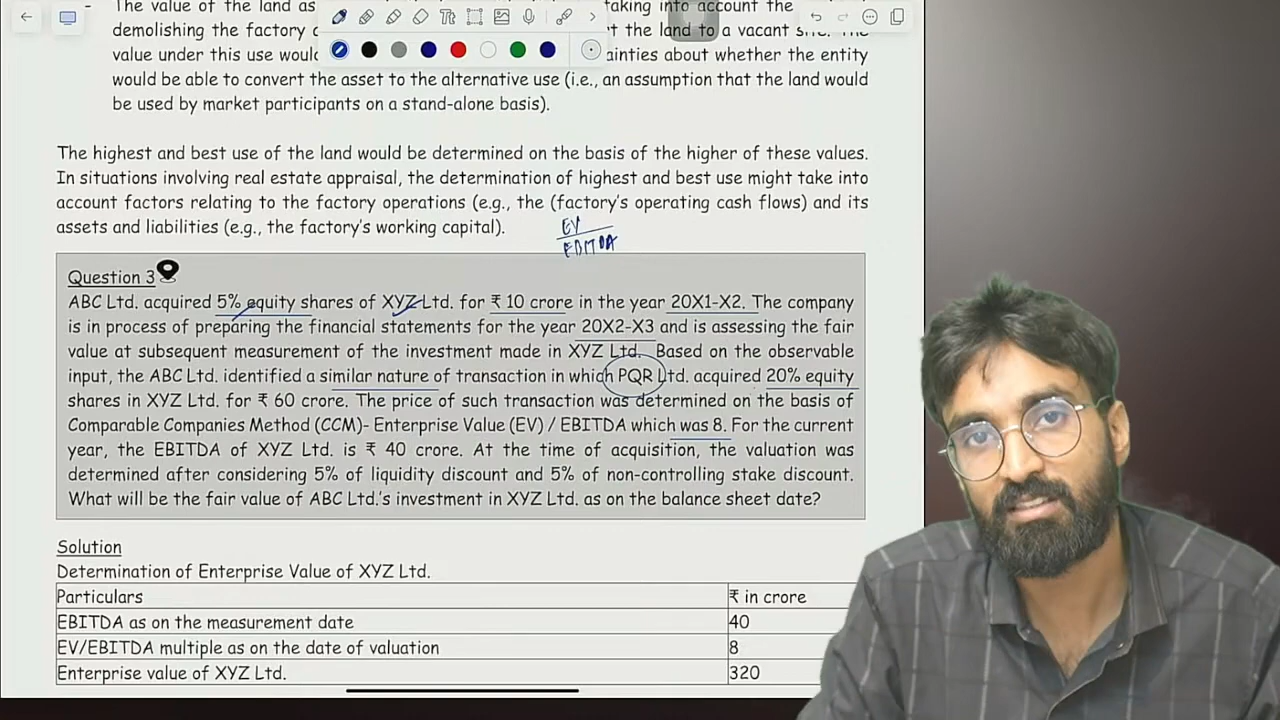 - The value of the land as taking into account the
demolishing the factory t the land to a vacant
value under this use would ainties about whether the entity
would be able to convert the asset to the alternative use (i.e., an assumption that the land would
be used by market participants on a stand-alone basis).
The highest and best use of the land would be determined on the basis of the higher of these values.
In situations involving real estate appraisal, the determination of highest and best use might take into
account factors relating to the factory operations (e.g., the (factory's operating cash flows) and its
assets and liabilities (e.g., the factory's working capital).
EV
EBITDA
Question 3
ABC Ltd. acquired 5% equity shares of XYZ Ltd. for ₹ 10 crore in the year 20X1-X2. The company
is in process of preparing the financial statements for the year 20X2-X3 and is assessing the fair
value at subsequent measurement of the investment made in XYZ Ltd. Based on the observable
input, the ABC Ltd. identified a similar nature of transaction in which PQR Ltd. acquired 20% equity
shares in XYZ Ltd. for ₹ 60 crore. The price of such transaction was determined on the basis of
Comparable Companies Method (CCM)- Enterprise Value (EV) / EBITDA which was 8. For the current
year, the EBITDA of XYZ Ltd. is ₹ 40 crore. At the time of acquisition, the valuation was
determined after considering 5% of liquidity discount and 5% of non-controlling stake discount.
What will be the fair value of ABC Ltd.'s investment in XYZ Ltd. as on the balance sheet date?
Solution
Determination of Enterprise Value of XYZ Ltd.
Particulars ₹ in crore
EBITDA as on the measurement date 40
EV/EBITDA multiple as on the date of valuation 8
Enterprise value of XYZ Ltd. 320